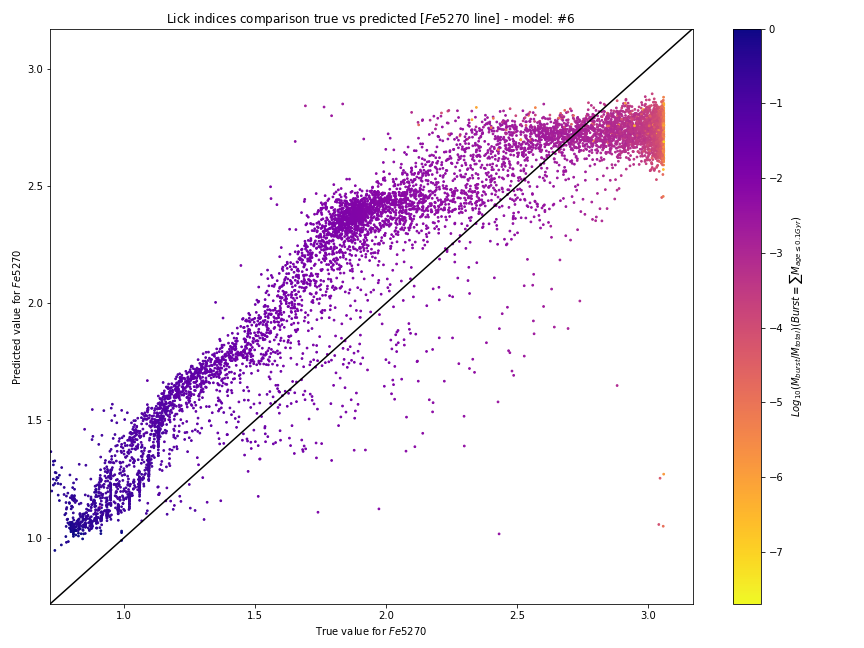 Lick indices comparison true vs predicted [Fe5270 line] - model: #6
Predicted value for Fe5270
3.0
2.5
2.0
1.5
1.0
1.0 1.5 2.0 2.5 3.0
True value for Fe5270
0
−1
−2
−3
−4
−5
−6
−7
Log10(Mburst/Mtotal)(Burst = ∑Mage≤0.1Gyr)